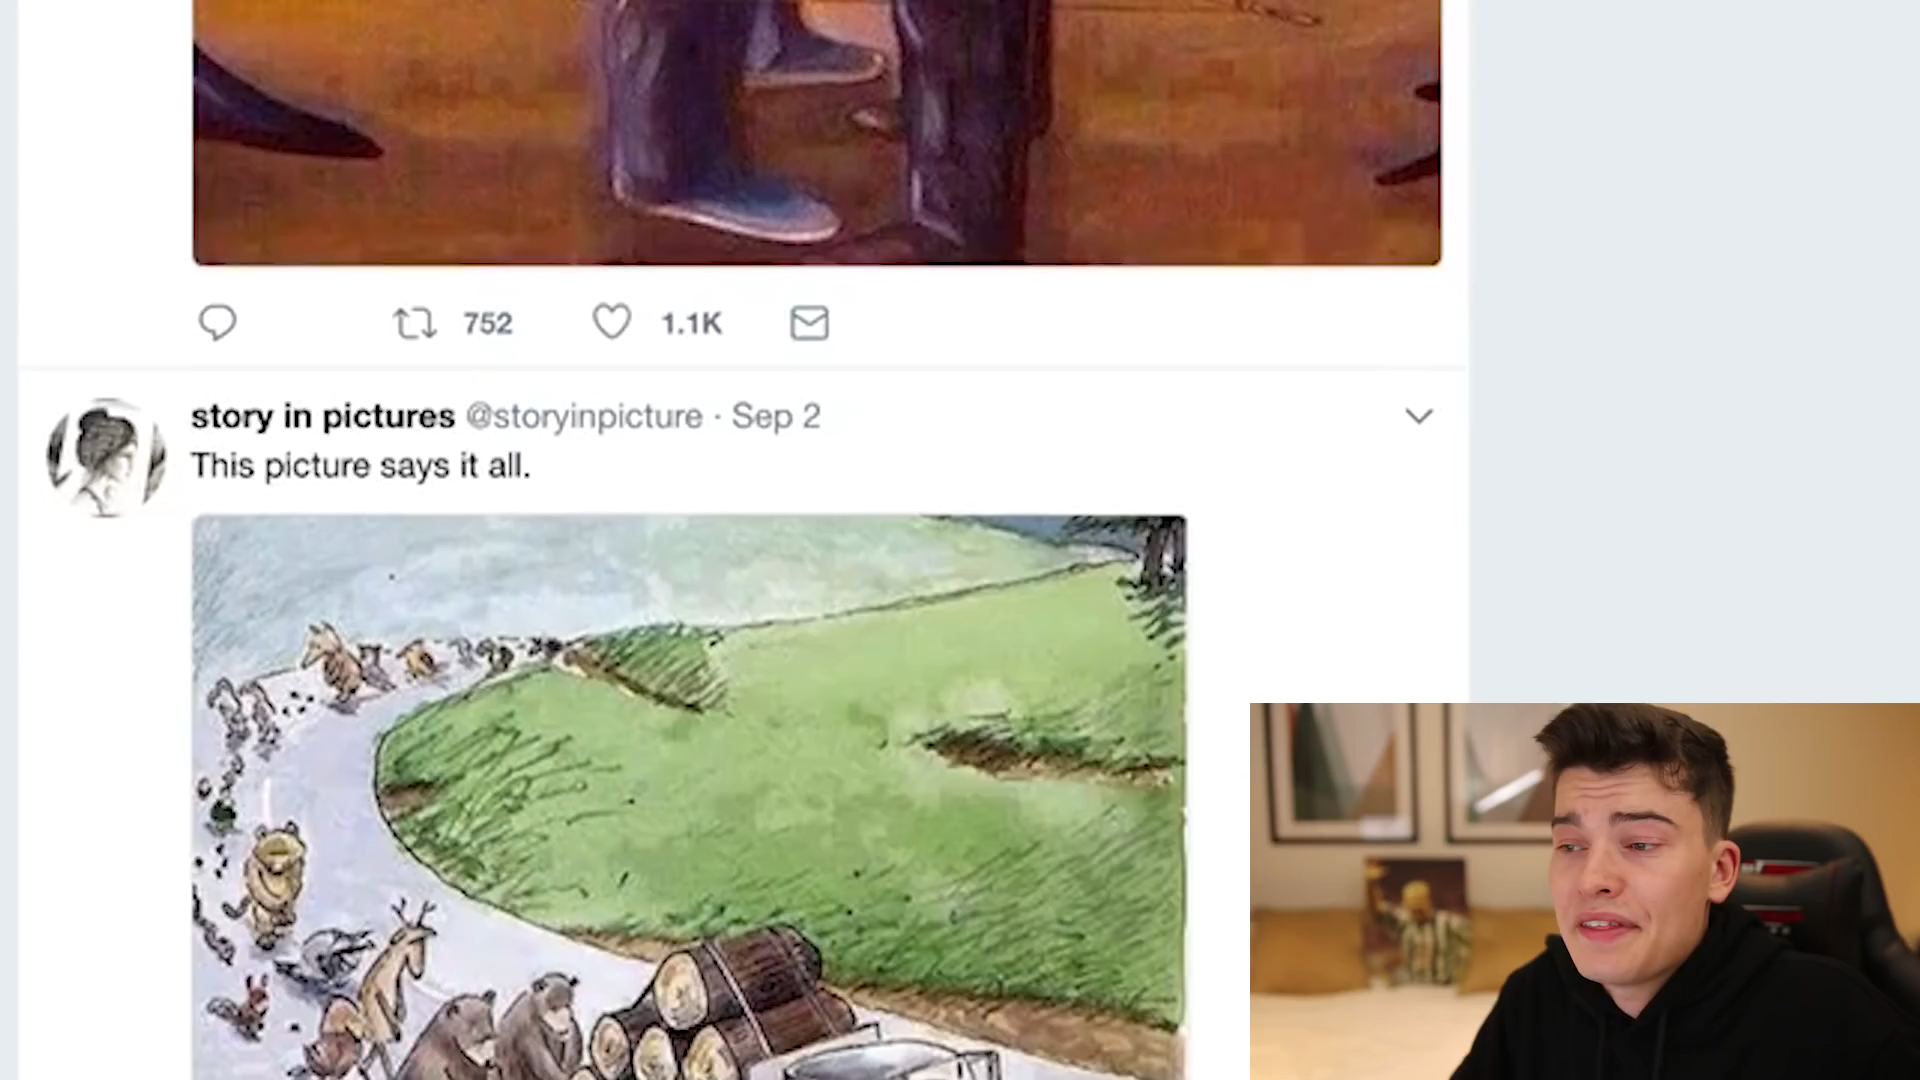 752
1.1K
story in pictures @storyinpicture · Sep 2
This picture says it all.